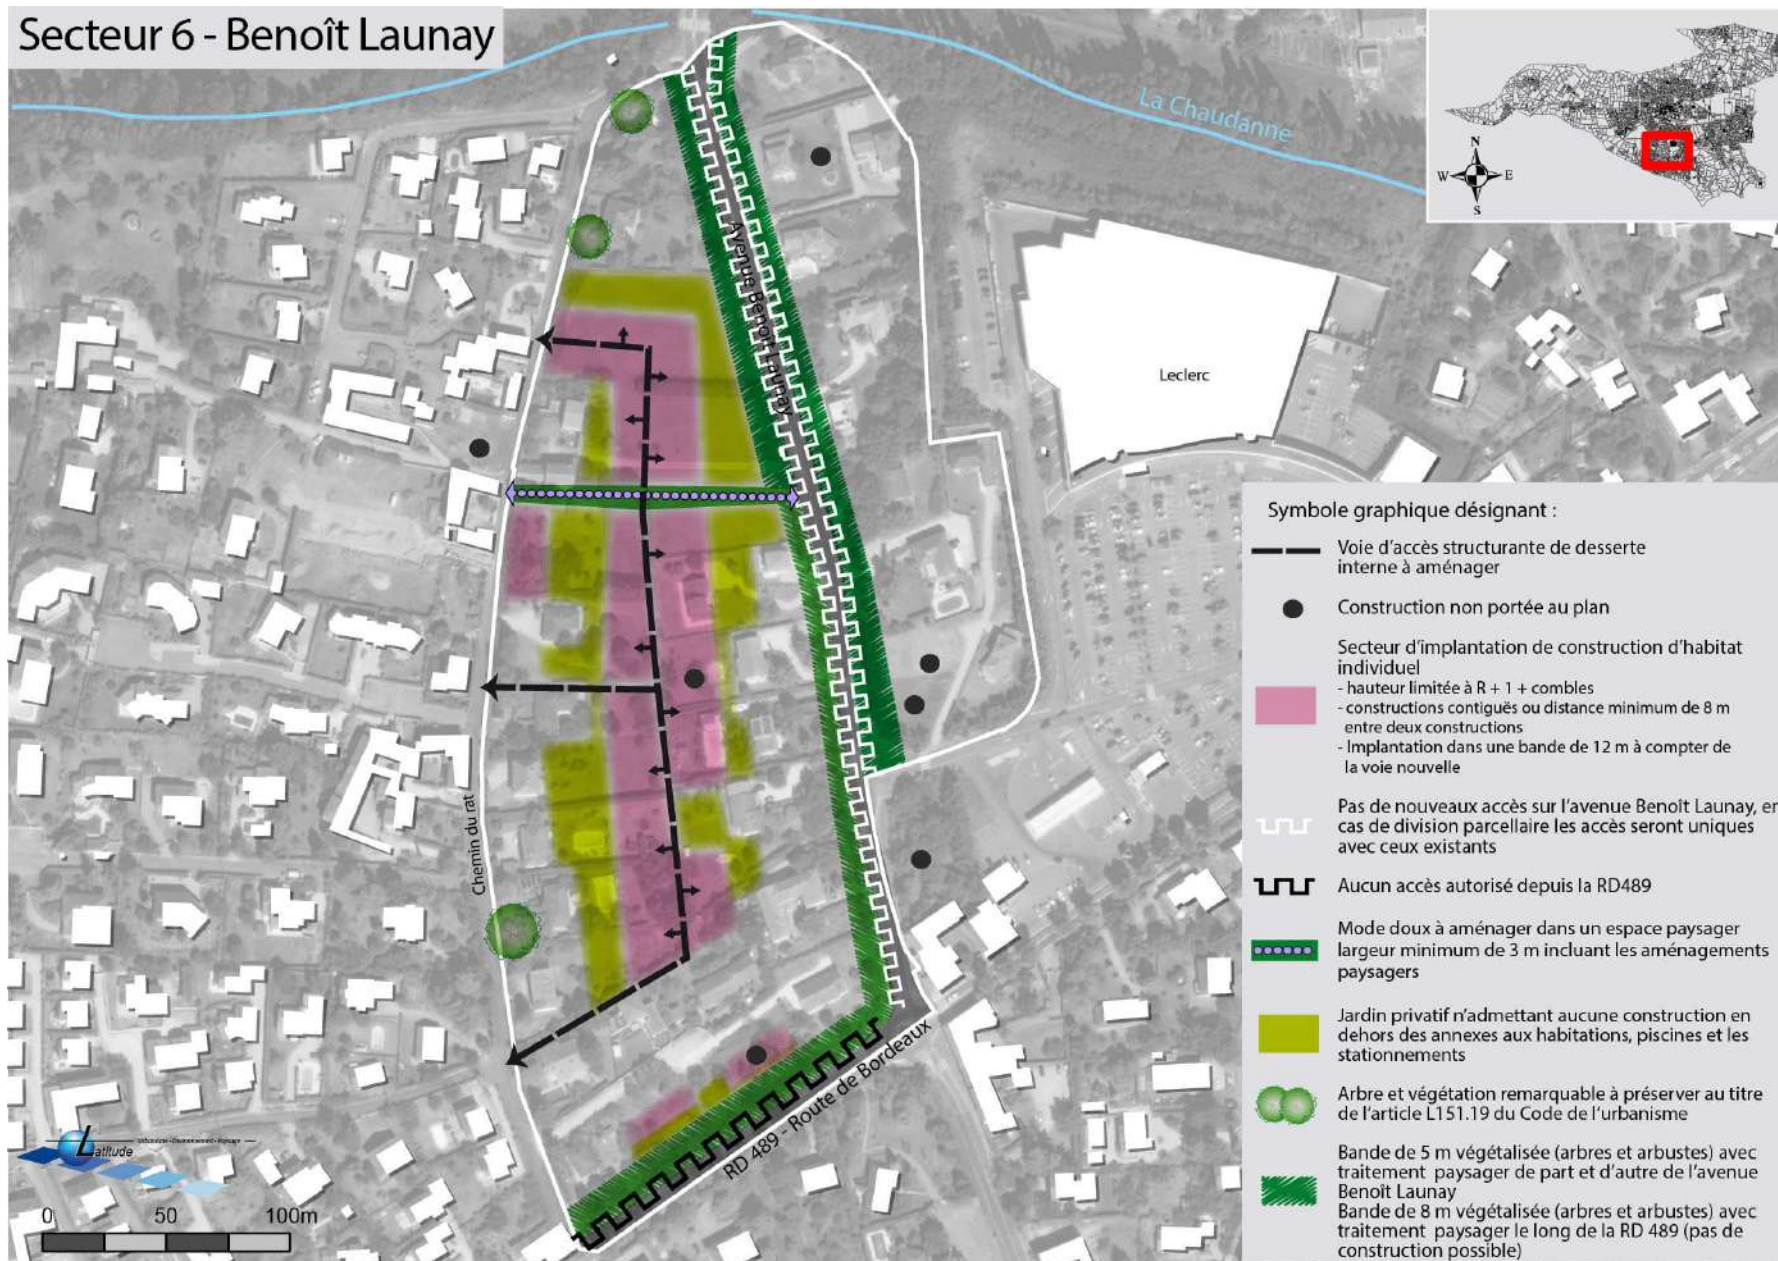 Secteur 6 - Benoît Launay
La Chaudanne
N
W E
S
Avenue Benoît Launay
Leclerc
Chemin du rat
RD 489 - Route de Bordeaux
Latitude
0 50 100m
Symbole graphique désignant :
Voie d'accès structurante de desserte
interne à aménager
Construction non portée au plan
Secteur d'implantation de construction d'habitat
individuel
- hauteur limitée à R + 1 + combles
- constructions contiguës ou distance minimum de 8 m
entre deux constructions
- Implantation dans une bande de 12 m à compter de
la voie nouvelle
Pas de nouveaux accès sur l'avenue Benoît Launay, en
cas de division parcellaire les accès seront uniques
avec ceux existants
Aucun accès autorisé depuis la RD489
Mode doux à aménager dans un espace paysager
largeur minimum de 3 m incluant les aménagements
paysagers
Jardin privatif n'admettant aucune construction en
dehors des annexes aux habitations, piscines et les
stationnements
Arbre et végétation remarquable à préserver au titre
de l'article L151.19 du Code de l'urbanisme
Bande de 5 m végétalisée (arbres et arbustes) avec
traitement paysager de part et d'autre de l'avenue
Benoît Launay
Bande de 8 m végétalisée (arbres et arbustes) avec
traitement paysager le long de la RD 489 (pas de
construction possible)